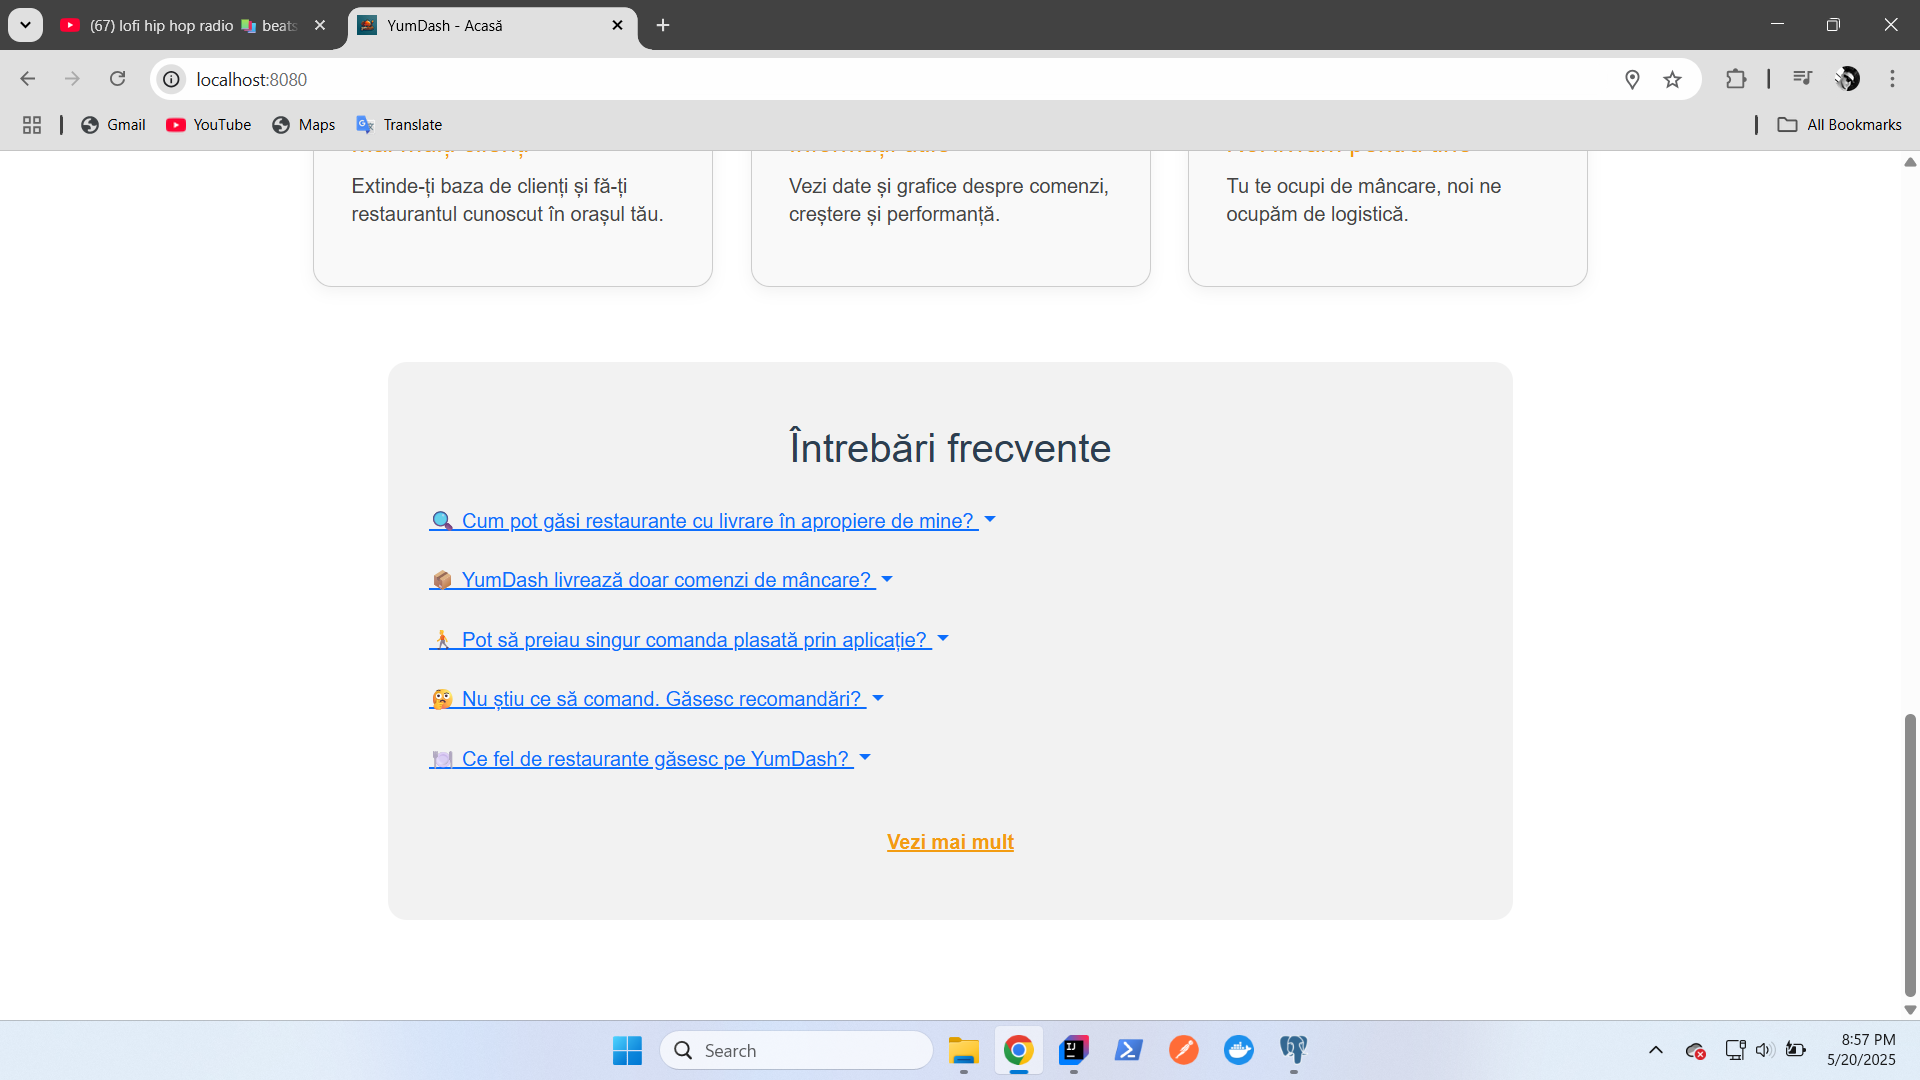 (67) lofi hip hop radio 📚 beats
YumDash - Acasă
localhost:8080
Gmail
YouTube
Maps
Translate
All Bookmarks
Extinde-ți baza de clienți și fă-ți
restaurantul cunoscut în orașul tău.
Vezi date și grafice despre comenzi,
creștere și performanță.
Tu te ocupi de mâncare, noi ne
ocupăm de logistică.
Întrebări frecvente
🔍 Cum pot găsi restaurante cu livrare în apropiere de mine?
📦 YumDash livrează doar comenzi de mâncare?
🚶 Pot să preiau singur comanda plasată prin aplicație?
🤔 Nu știu ce să comand. Găsesc recomandări?
🍽️ Ce fel de restaurante găsesc pe YumDash?
Vezi mai mult
Search
8:57 PM
5/20/2025